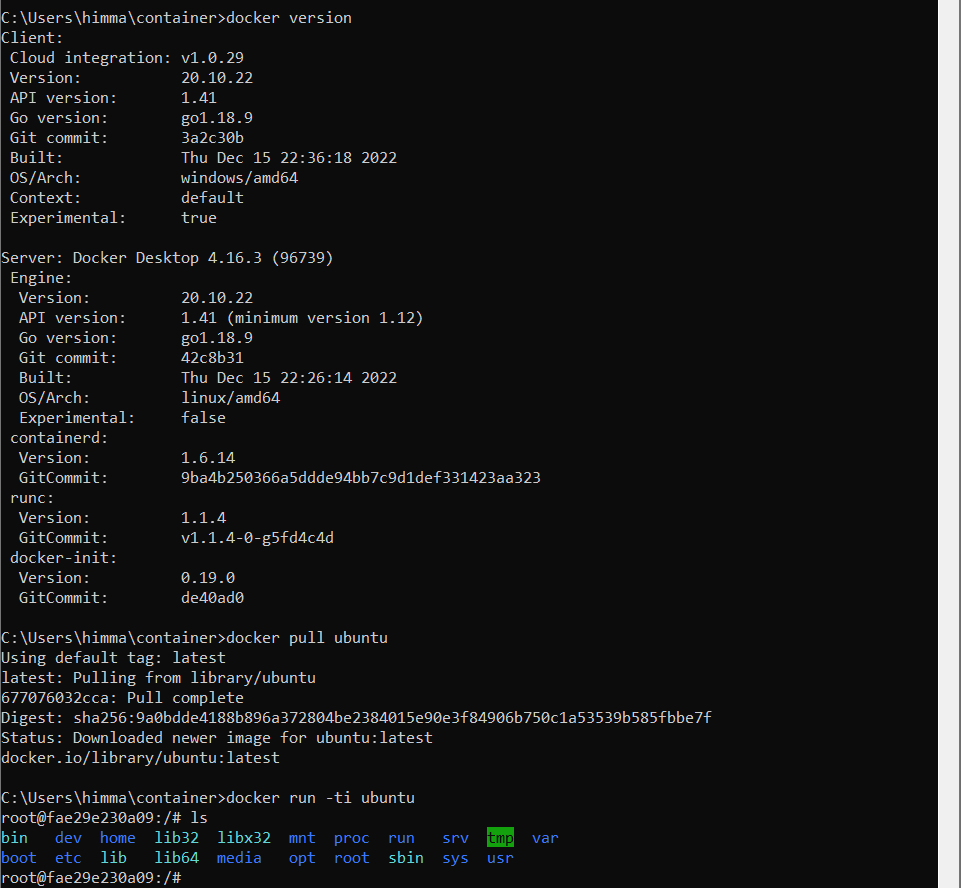 C:\Users\himma\container>docker version
Client:
 Cloud integration: v1.0.29
 Version:           20.10.22
 API version:       1.41
 Go version:        go1.18.9
 Git commit:        3a2c30b
 Built:             Thu Dec 15 22:36:18 2022
 OS/Arch:           windows/amd64
 Context:           default
 Experimental:      true

Server: Docker Desktop 4.16.3 (96739)
 Engine:
  Version:          20.10.22
  API version:      1.41 (minimum version 1.12)
  Go version:       go1.18.9
  Git commit:       42c8b31
  Built:            Thu Dec 15 22:26:14 2022
  OS/Arch:          linux/amd64
  Experimental:     false
 containerd:
  Version:          1.6.14
  GitCommit:        9ba4b250366a5ddde94bb7c9d1def331423aa323
 runc:
  Version:          1.1.4
  GitCommit:        v1.1.4-0-g5fd4c4d
 docker-init:
  Version:          0.19.0
  GitCommit:        de40ad0

C:\Users\himma\container>docker pull ubuntu
Using default tag: latest
latest: Pulling from library/ubuntu
677076032cca: Pull complete
Digest: sha256:9a0bdde4188b896a372804be2384015e90e3f84906b750c1a53539b585fbbe7f
Status: Downloaded newer image for ubuntu:latest
docker.io/library/ubuntu:latest

C:\Users\himma\container>docker run -ti ubuntu
root@fae29e230a09:/# ls
bin   dev  home  lib32  libx32  mnt  proc  run   srv  tmp  var
boot  etc  lib   lib64  media   opt  root  sbin  sys  usr
root@fae29e230a09:/#